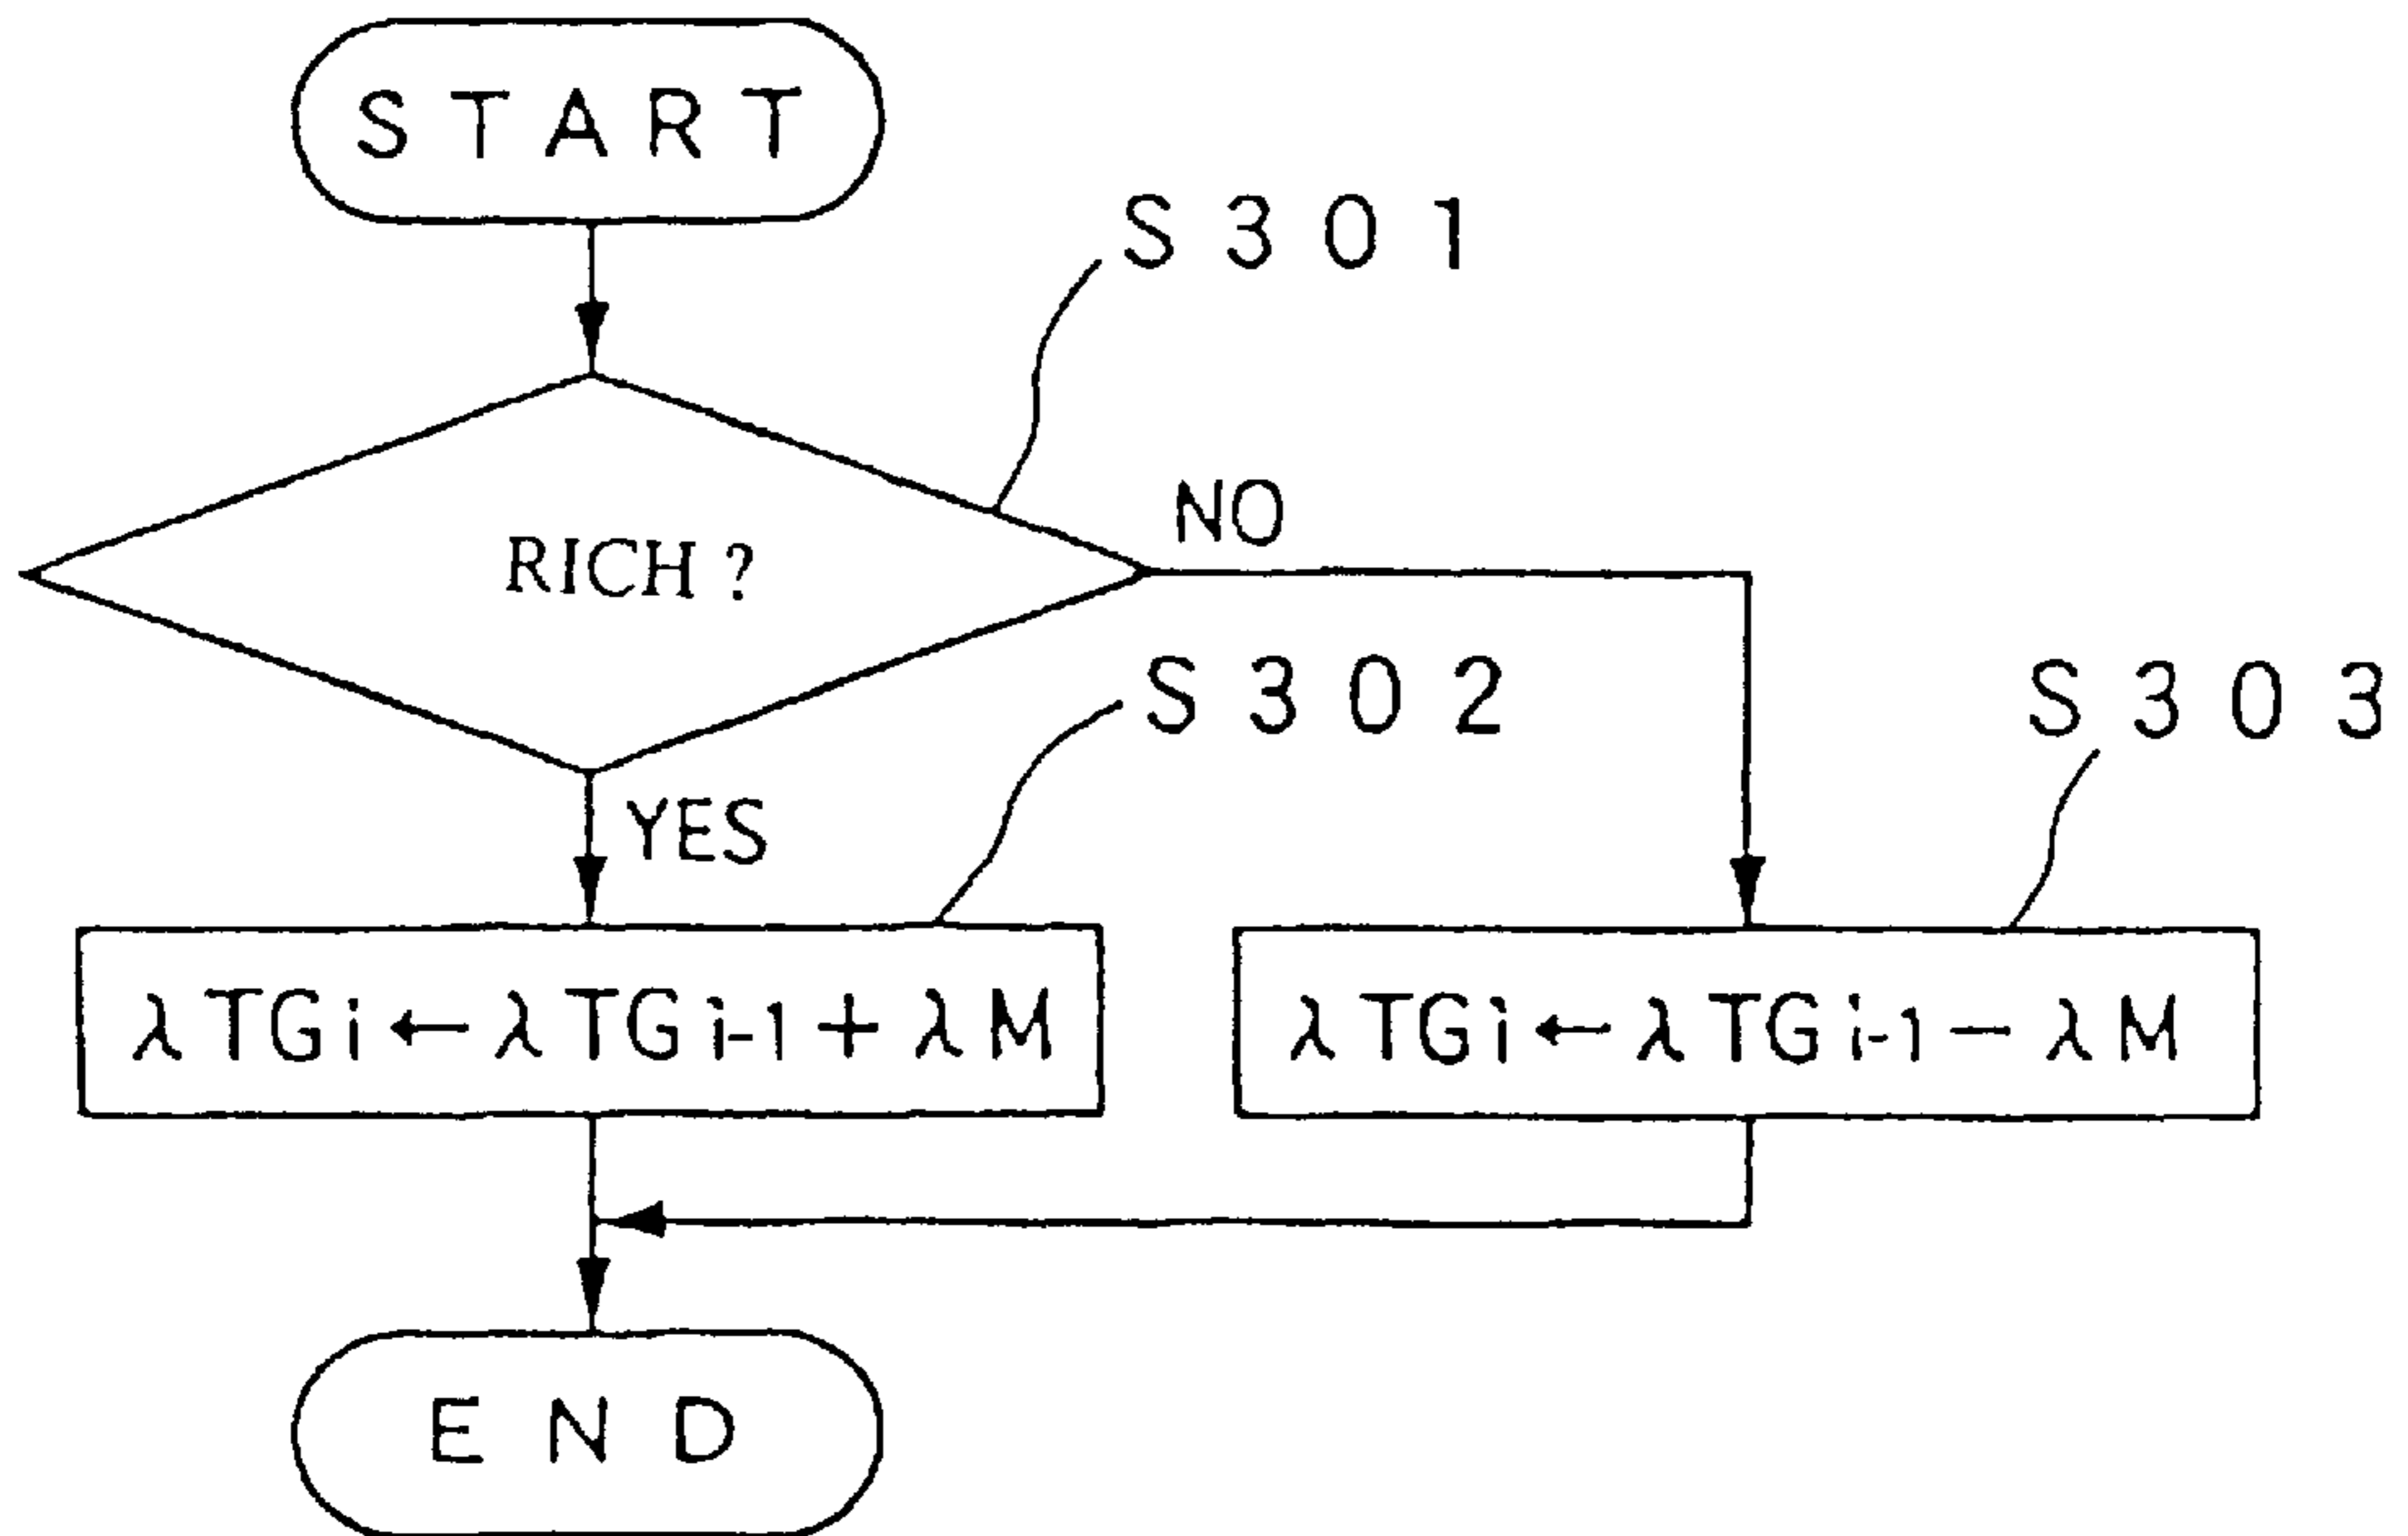 START
S301
RICH?
NO
S302
S303
YES
λTGi←λTGi-1+λM
λTGi←λTGi-1−λM
END